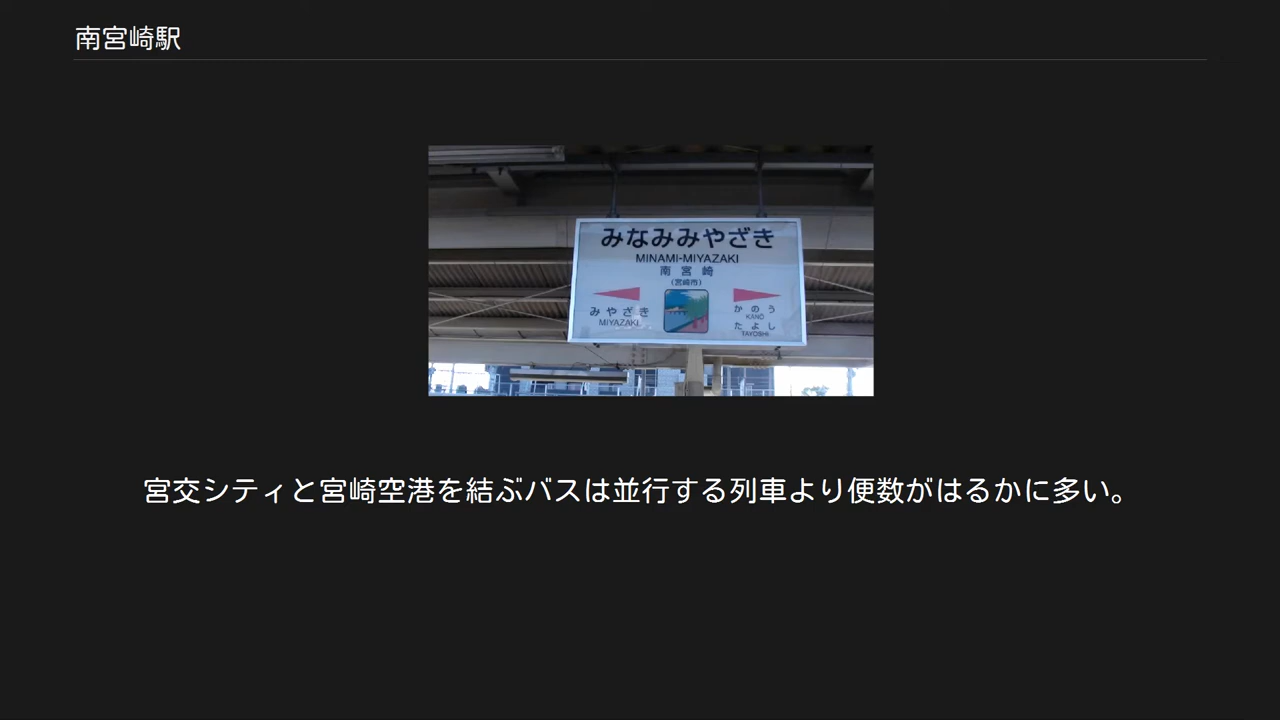 南宮崎駅
みなみみやざき
MINAMI-MIYAZAKI
南宮崎
(宮崎市)
みやざき
MIYAZAKI
かのう
KANO
たよし
TAYOSHI
宮交シティと宮崎空港を結ぶバスは並行する列車より便数がはるかに多い。